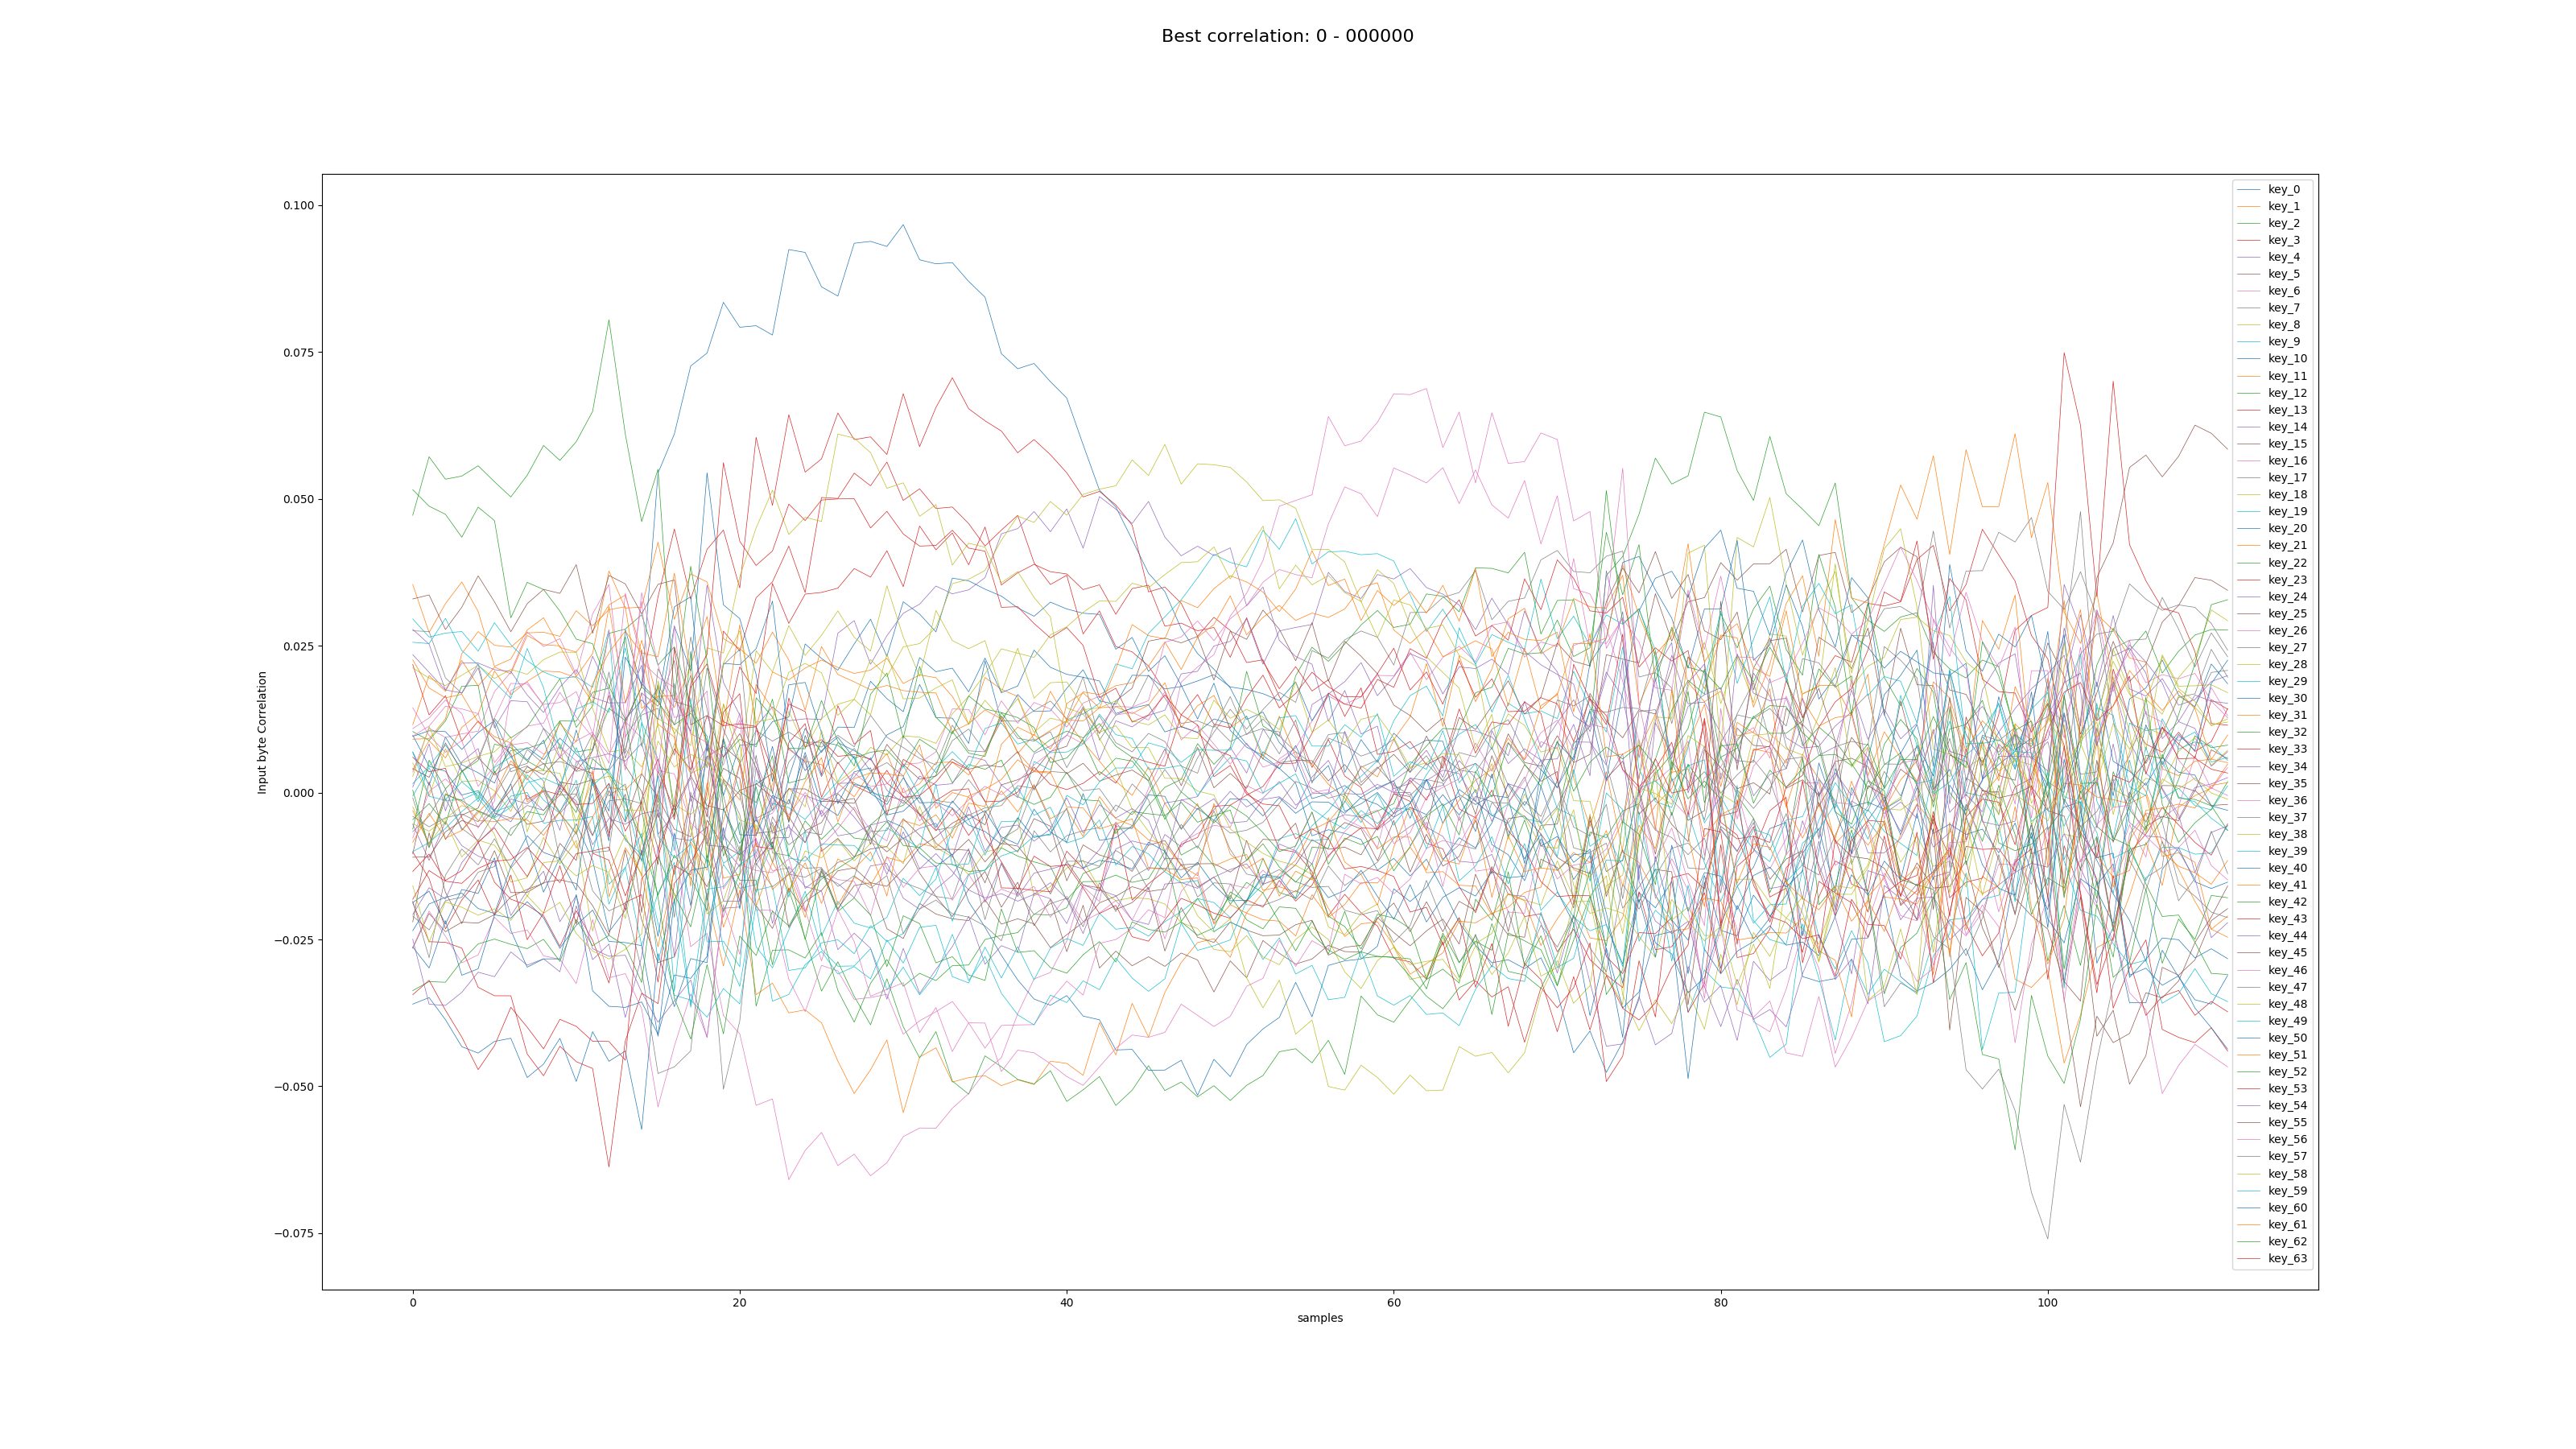 Best correlation: 0 - 000000
0.100
0.075
0.050
0.025
0.000
−0.025
−0.050
−0.075
Input byte Correlation
0 20 40 60 80 100
samples
key_0
key_1
key_2
key_3
key_4
key_5
key_6
key_7
key_8
key_9
key_10
key_11
key_12
key_13
key_14
key_15
key_16
key_17
key_18
key_19
key_20
key_21
key_22
key_23
key_24
key_25
key_26
key_27
key_28
key_29
key_30
key_31
key_32
key_33
key_34
key_35
key_36
key_37
key_38
key_39
key_40
key_41
key_42
key_43
key_44
key_45
key_46
key_47
key_48
key_49
key_50
key_51
key_52
key_53
key_54
key_55
key_56
key_57
key_58
key_59
key_60
key_61
key_62
key_63